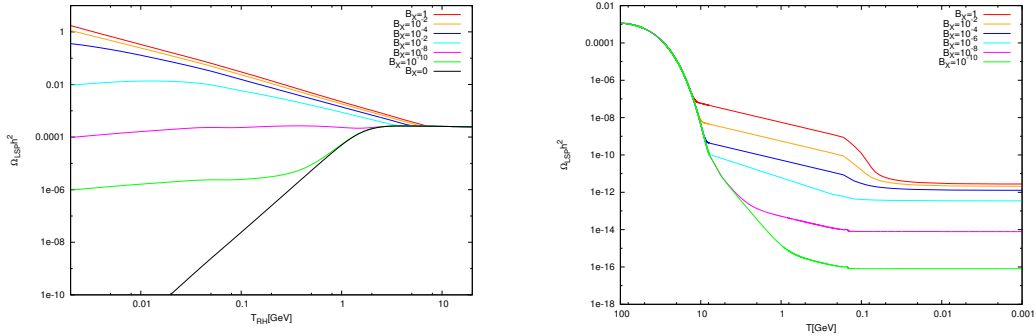 B_X=1
B_X=10^-2
B_X=10^-4
B_X=10^-2
B_X=10^-8
B_X=10^-10
B_X=0
1
0.01
0.0001
1e-06
1e-08
1e-10
Ω_LSP h^2
0.01 0.1 1 10
T_RH[GeV]
B_X=1
B_X=10^-2
B_X=10^-4
B_X=10^-6
B_X=10^-8
B_X=10^-10
0.01
0.0001
1e-06
1e-08
1e-10
1e-12
1e-14
1e-16
1e-18
Ω_LSP h^2
100 10 1 0.1 0.01 0.001
T[GeV]